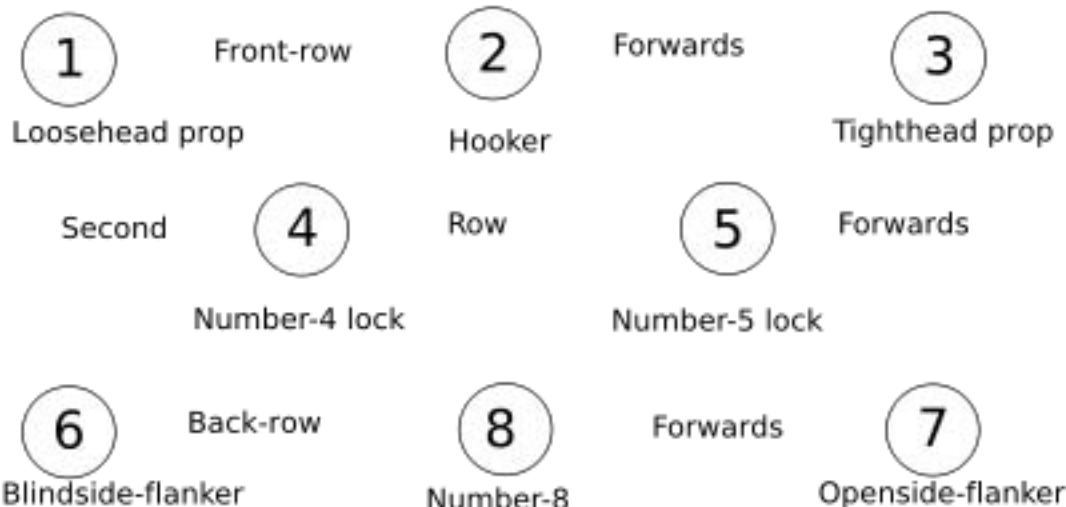 1 Front-row 2 Forwards 3
Loosehead prop Hooker Tighthead prop
Second 4 Row 5 Forwards
Number-4 lock Number-5 lock
6 Back-row 8 Forwards 7
Blindside-flanker Number-8 Openside-flanker